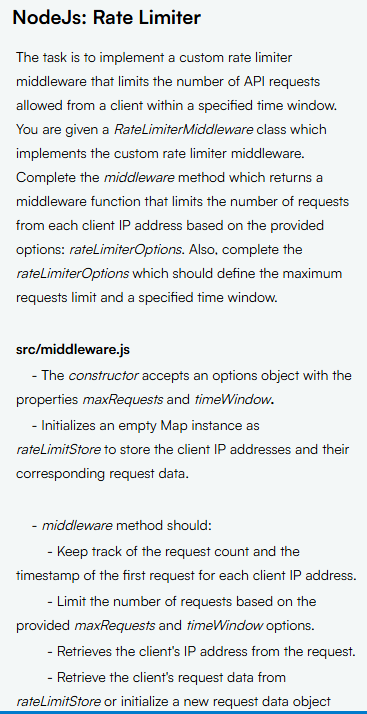 NodeJs: Rate Limiter
The task is to implement a custom rate limiter
middleware that limits the number of API requests
allowed from a client within a specified time window.
You are given a RateLimiterMiddleware class which
implements the custom rate limiter middleware.
Complete the middleware method which returns a
middleware function that limits the number of requests
from each client IP address based on the provided
options: rateLimiterOptions. Also, complete the
rateLimiterOptions which should define the maximum
requests limit and a specified time window.
src/middleware.js
- The constructor accepts an options object with the
properties maxRequests and timeWindow.
- Initializes an empty Map instance as
rateLimitStore to store the client IP addresses and their
corresponding request data.
- middleware method should:
- Keep track of the request count and the
timestamp of the first request for each client IP address.
- Limit the number of requests based on the
provided maxRequests and timeWindow options.
- Retrieves the client's IP address from the request.
- Retrieve the client's request data from
rateLimitStore or initialize a new request data object